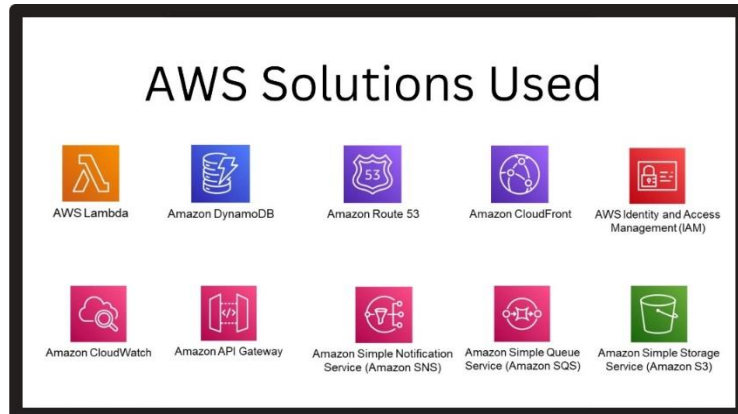 AWS Solutions Used
53
AWS Lambda
Amazon DynamoDB
Amazon Route 53
Amazon CloudFront
AWS Identity and Access
Management (IAM)
</>
Amazon CloudWatch
Amazon API Gateway
Amazon Simple Notification
Service (Amazon SNS)
Amazon Simple Queue
Service (Amazon SQS)
Amazon Simple Storage
Service (Amazon S3)